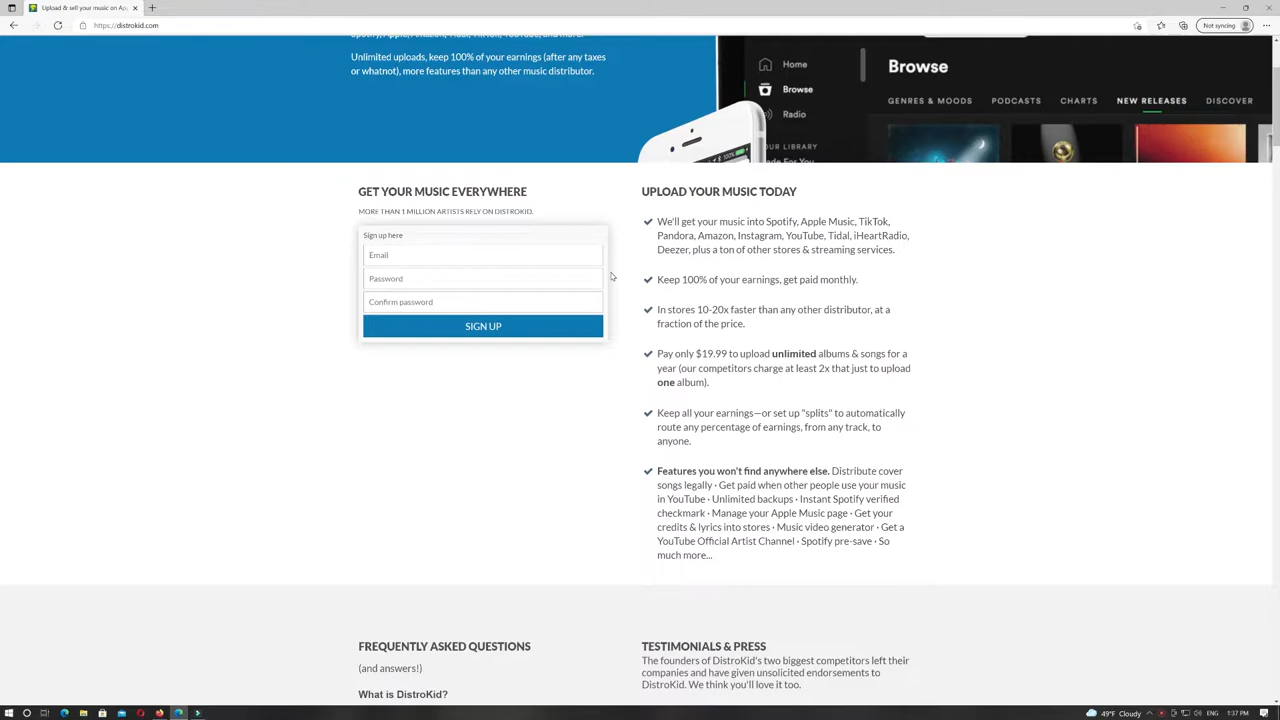 Upload & sell your music on App
Not syncing
https://distrokid.com
Spotify, Apple, Amazon, Tidal, TikTok, YouTube, and more.
Unlimited uploads, keep 100% of your earnings (after any taxes
or whatnot), more features than any other music distributor.
Home
Browse
Radio
YOUR LIBRARY
Made For You
Browse
GENRES & MOODS
PODCASTS
CHARTS
NEW RELEASES
DISCOVER
100%
GET YOUR MUSIC EVERYWHERE
MORE THAN 1 MILLION ARTISTS RELY ON DISTROKID.
Sign up here
Email
Password
Confirm password
SIGN UP
UPLOAD YOUR MUSIC TODAY
We'll get your music into Spotify, Apple Music, TikTok,
Pandora, Amazon, Instagram, YouTube, Tidal, iHeartRadio,
Deezer, plus a ton of other stores & streaming services.
Keep 100% of your earnings, get paid monthly.
In stores 10-20x faster than any other distributor, at a
fraction of the price.
Pay only $19.99 to upload unlimited albums & songs for a
year (our competitors charge at least 2x that just to upload
one album).
Keep all your earnings—or set up "splits" to automatically
route any percentage of earnings, from any track, to
anyone.
Features you won't find anywhere else. Distribute cover
songs legally · Get paid when other people use your music
in YouTube · Unlimited backups · Instant Spotify verified
checkmark · Manage your Apple Music page · Get your
credits & lyrics into stores · Music video generator · Get a
YouTube Official Artist Channel · Spotify pre-save · So
much more...
FREQUENTLY ASKED QUESTIONS
(and answers!)
What is DistroKid?
TESTIMONIALS & PRESS
The founders of DistroKid's two biggest competitors left their
companies and have given unsolicited endorsements to
DistroKid. We think you'll love it too.
49°F Cloudy
ENG
1:37 PM